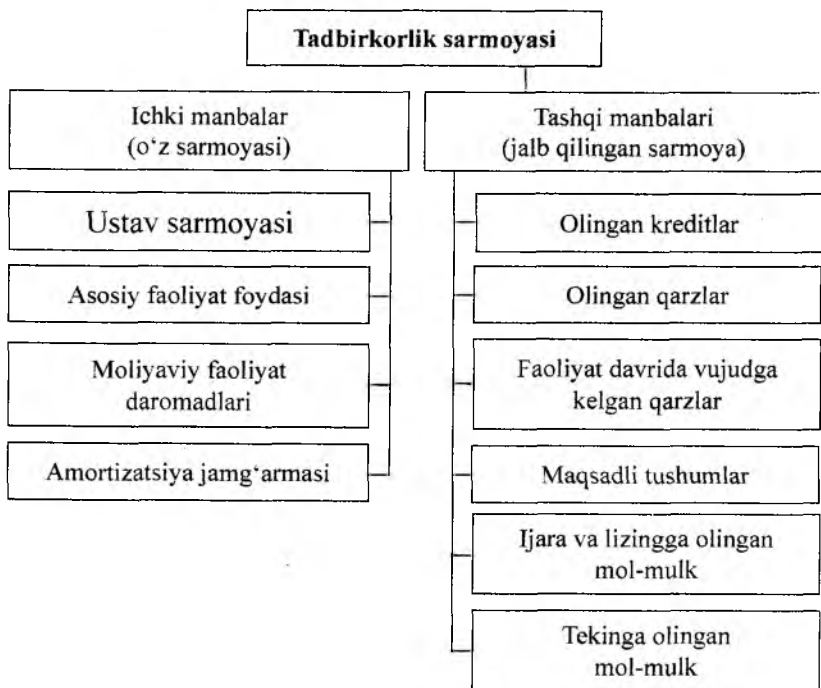 Tadbirkorlik sarmoyasi
Ichki manbalar
(o‘z sarmoyasi)
Ustav sarmoyasi
Asosiy faoliyat foydasi
Moliyaviy faoliyat
daromadlari
Amortizatsiya jamg‘armasi
Tashqi manbalari
(jalb qilingan sarmoya)
Olingan kreditlar
Olingan qarzlar
Faoliyat davrida vujudga
kelgan qarzlar
Maqsadli tushumlar
Ijara va lizingga olingan
mol-mulk
Tekinga olingan
mol-mulk